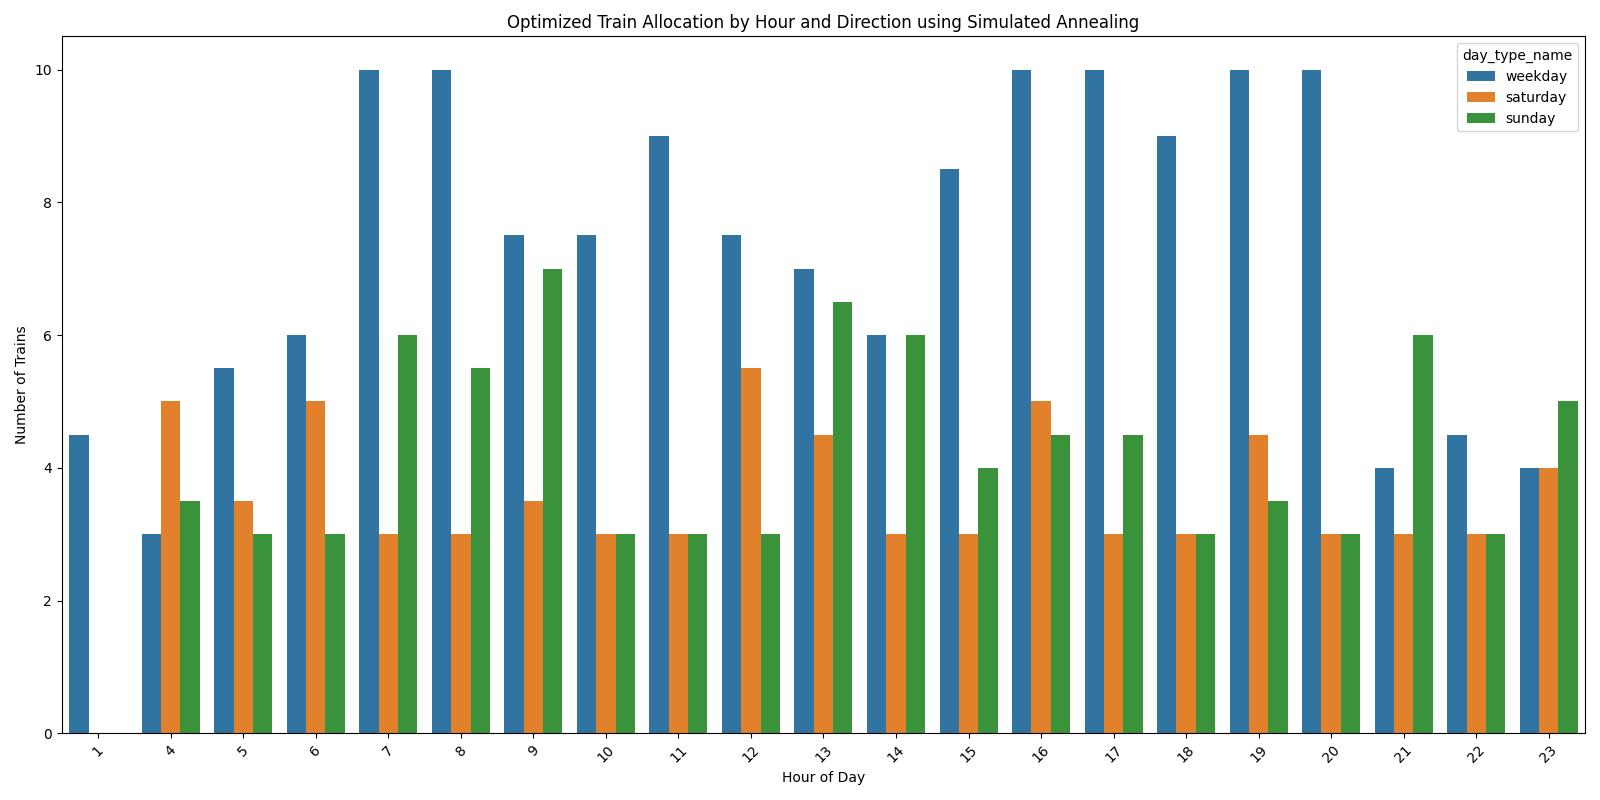 Optimized Train Allocation by Hour and Direction using Simulated Annealing
day_type_name
weekday
saturday
sunday
Number of Trains
10
8
6
4
2
0
1 4 5 6 7 8 9 10 11 12 13 14 15 16 17 18 19 20 21 22 23
Hour of Day